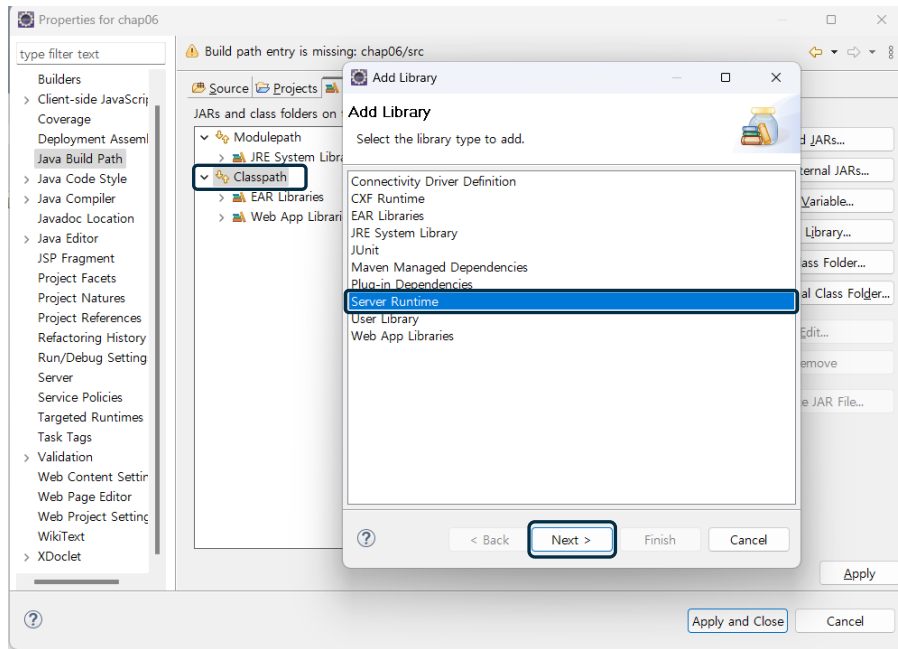 Properties for chap06
type filter text
Builders
Client-side JavaScrip
Coverage
Deployment Asseml
Java Build Path
Java Code Style
Java Compiler
Javadoc Location
Java Editor
JSP Fragment
Project Facets
Project Natures
Project References
Refactoring History
Run/Debug Setting
Server
Service Policies
Targeted Runtimes
Task Tags
Validation
Web Content Settin
Web Page Editor
Web Project Setting
WikiText
XDoclet
Build path entry is missing: chap06/src
Source Projects
JARs and class folders on
Modulepath
JRE System Libra
Classpath
EAR Libraries
Web App Librari
Add Library
Add Library
Select the library type to add.
Connectivity Driver Definition
CXF Runtime
EAR Libraries
JRE System Library
JUnit
Maven Managed Dependencies
Plug-in Dependencies
Server Runtime
User Library
Web App Libraries
< Back Next > Finish Cancel
d JARs...
ternal JARs...
Variable...
Library...
ass Folder...
al Class Folder...
Edit...
emove
e JAR File...
Apply
Apply and Close Cancel